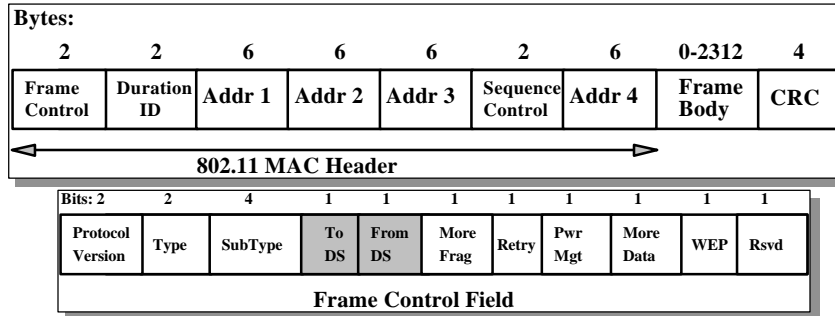 Bytes:
2 2 6 6 6 2 6 0-2312 4
Frame Control Duration ID Addr 1 Addr 2 Addr 3 Sequence Control Addr 4 Frame Body CRC
802.11 MAC Header
Bits: 2 2 4 1 1 1 1 1 1 1 1
Protocol Version Type SubType To DS From DS More Frag Retry Pwr Mgt More Data WEP Rsvd
Frame Control Field